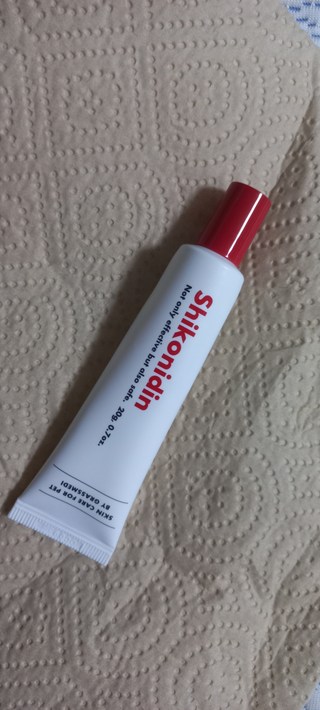 Shikonidin
Not only effective but also safe. 20g. 0.7oz.
SKIN CARE FOR PET
BY GRASSMEDI